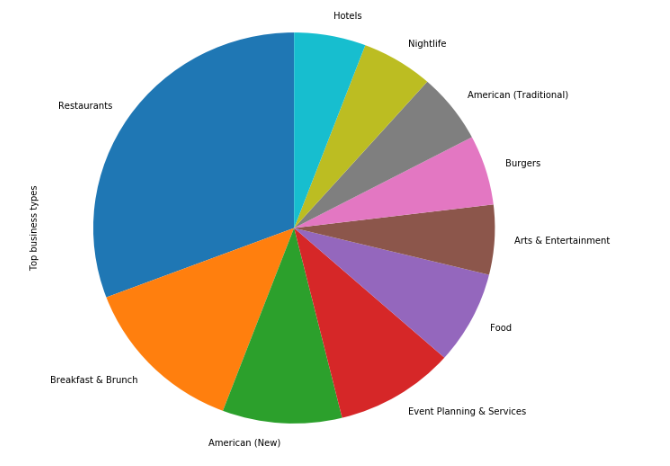 Hotels
Nightlife
American (Traditional)
Restaurants
Burgers
Top business types
Arts & Entertainment
Food
Breakfast & Brunch
Event Planning & Services
American (New)